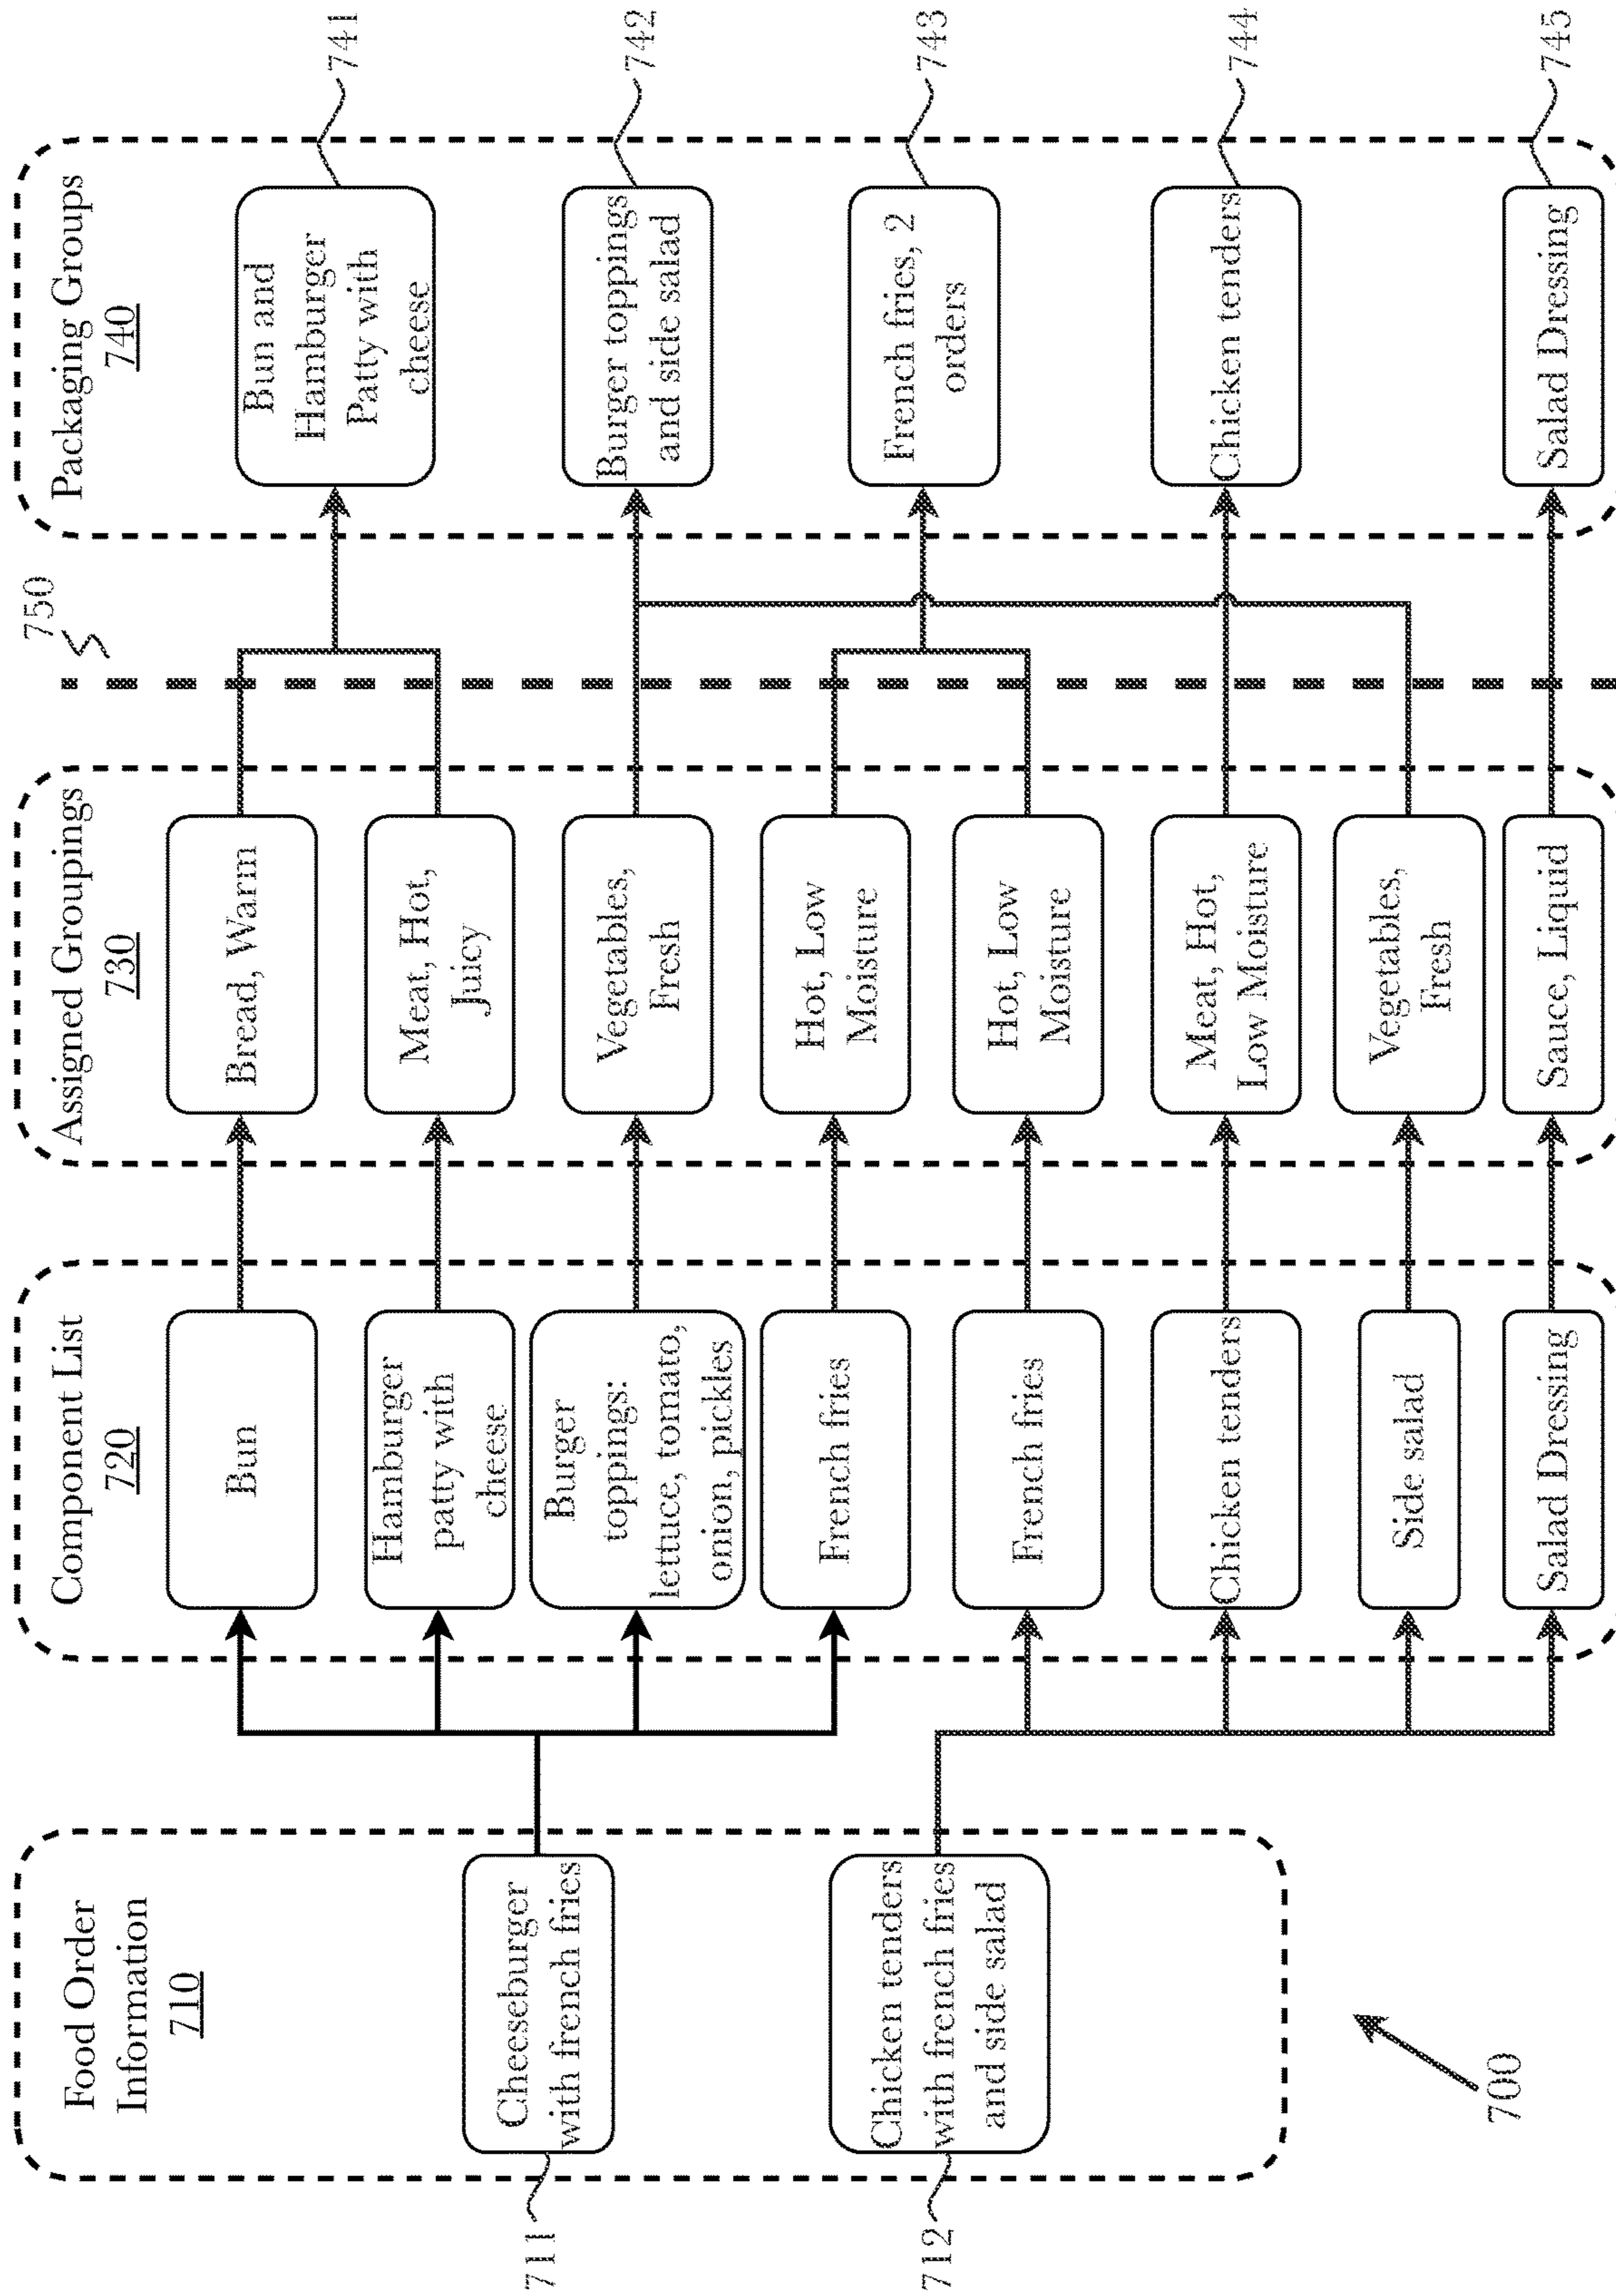 Food Order
Information
710
711
Cheeseburger
with french fries
712
Chicken tenders
with french fries
and side salad
700
Component List
720
Bun
Hamburger
patty with
cheese
Burger
toppings:
lettuce, tomato,
onion, pickles
French fries
French fries
Chicken tenders
Side salad
Salad Dressing
Assigned Groupings
730
Bread, Warm
Meat, Hot,
Juicy
Vegetables,
Fresh
Hot, Low
Moisture
Hot, Low
Moisture
Meat, Hot,
Low Moisture
Vegetables,
Fresh
Sauce, Liquid
750
Packaging Groups
740
Bun and
Hamburger
Patty with
cheese
741
Burger toppings
and side salad
742
French fries, 2
orders
743
Chicken tenders
744
Salad Dressing
745